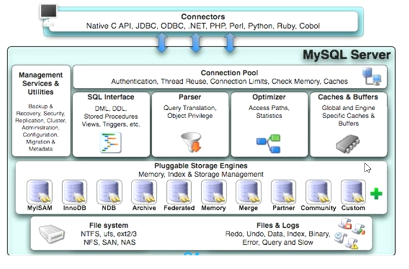 Connectors
Native C API, JDBC, ODBC, .NET, PHP, Perl, Python, Ruby, Cobol
MySQL Server
Management
Services &
Utilities
Backup &
Recovery, Security,
Replication, Cluster,
Administration,
Configuration,
Migration &
Metadata
Connection Pool
Authentication, Thread Reuse, Connection Limits, Check Memory, Caches
SQL Interface
DML, DDL,
Stored Procedures
Views, Triggers, etc.
Parser
Query Translation,
Object Privilege
Optimizer
Access Paths,
Statistics
Caches & Buffers
Global and Engine
Specific Caches &
Buffers
Pluggable Storage Engines
Memory, Index & Storage Management
MyISAM
InnoDB
NDB
Archive
Federated
Memory
Merge
Partner
Community
Custom
File system
NTFS, ufs, ext2/3
NFS, SAN, NAS
Files & Logs
Redo, Undo, Data, Index, Binary,
Error, Query and Slow